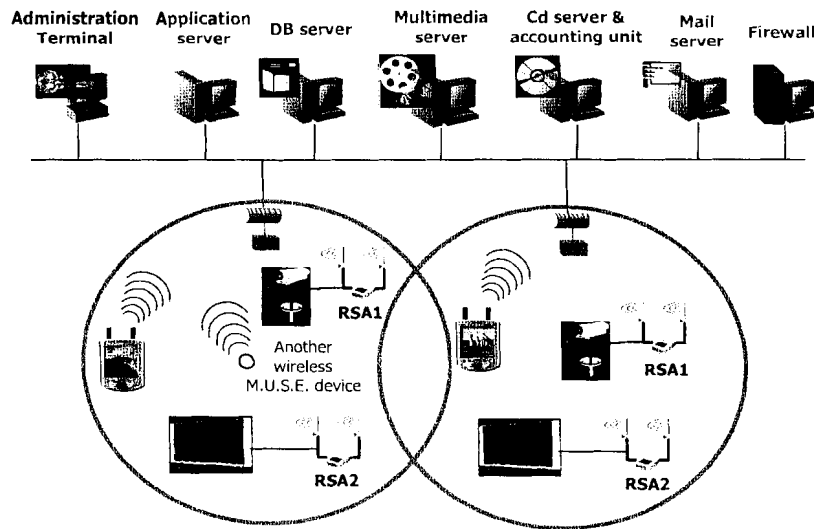 Administration
Terminal
Application
server
DB server
Multimedia
server
Cd server &
accounting unit
Mail
server
Firewall
RSA1
Another
wireless
M.U.S.E. device
RSA2
RSA1
RSA2